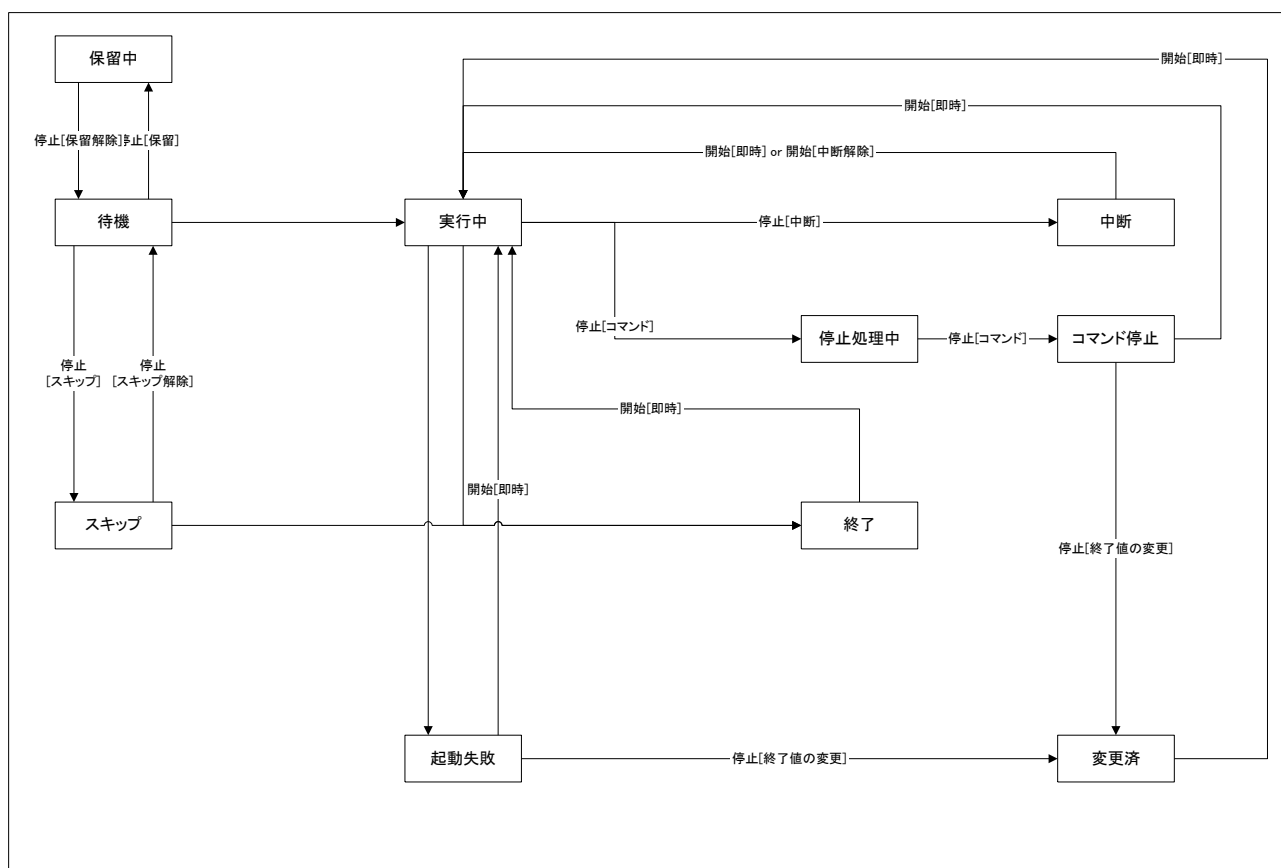 保留中
開始[即時]
開始[即時]
停止[保留解除]
停止[保留]
開始[即時] or 開始[中断解除]
待機
実行中
停止[中断]
中断
停止[コマンド]
停止処理中
停止[コマンド]
コマンド停止
停止
[スキップ]
停止
[スキップ解除]
開始[即時]
開始[即時]
スキップ
終了
停止[終了値の変更]
起動失敗
停止[終了値の変更]
変更済